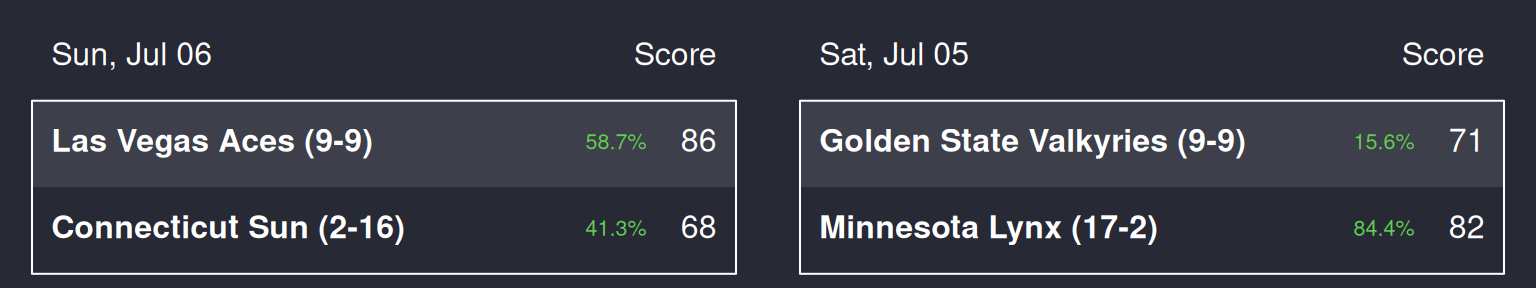 Sun, Jul 06 Score
Las Vegas Aces (9-9) 58.7% 86
Connecticut Sun (2-16) 41.3% 68
Sat, Jul 05 Score
Golden State Valkyries (9-9) 15.6% 71
Minnesota Lynx (17-2) 84.4% 82